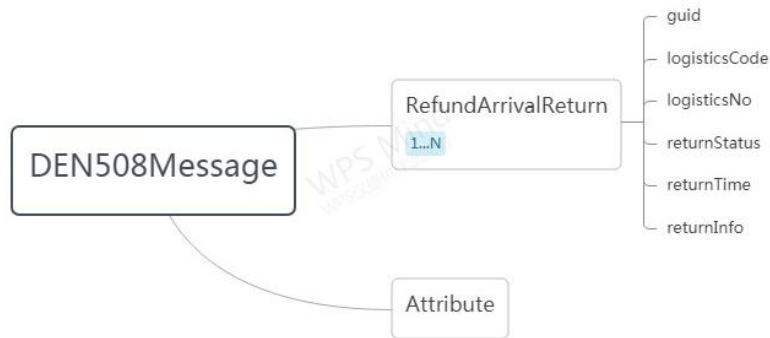 DEN508Message
RefundArrivalReturn
1...N
guid
logisticsCode
logisticsNo
returnStatus
returnTime
returnInfo
Attribute